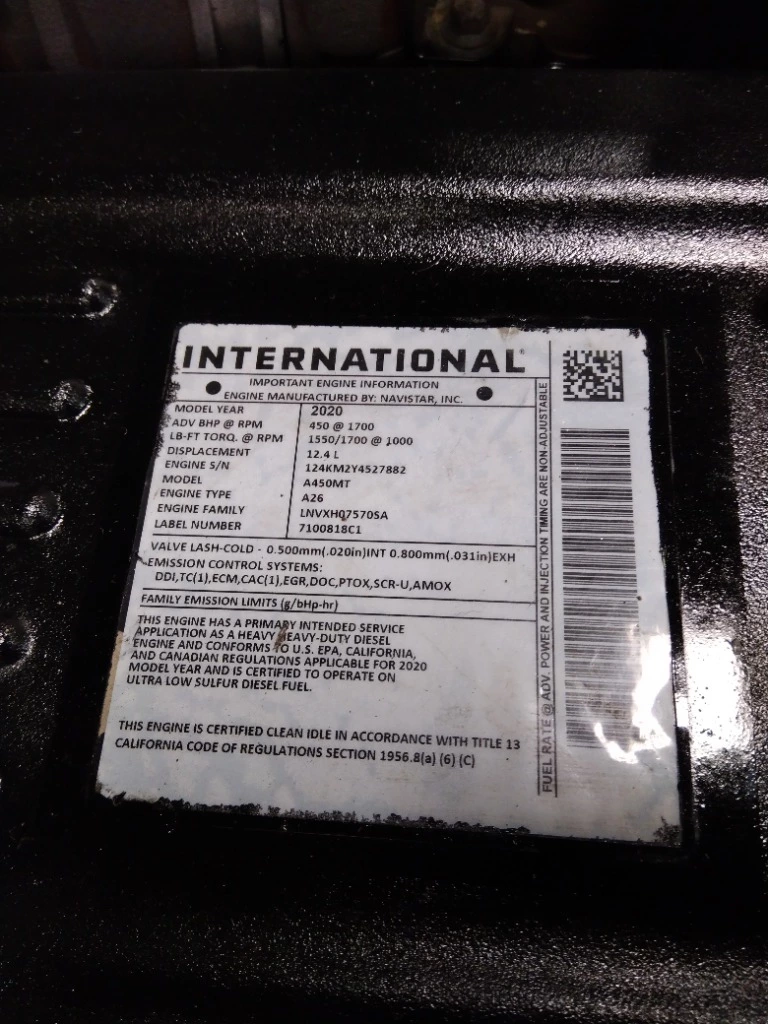 INTERNATIONAL®
IMPORTANT ENGINE INFORMATION
ENGINE MANUFACTURED BY: NAVISTAR, INC.
MODEL YEAR 2020
ADV BHP @ RPM 450 @ 1700
LB-FT TORQ. @ RPM 1550/1700 @ 1000
DISPLACEMENT 12.4 L
ENGINE S/N 124KM2Y4527882
MODEL A450MT
ENGINE TYPE A26
ENGINE FAMILY LNVXH07570SA
LABEL NUMBER 7100818C1
VALVE LASH-COLD - 0.500mm(.020in)INT 0.800mm(.031in)EXH
EMISSION CONTROL SYSTEMS:
DDI,TC(1),ECM,CAC(1),EGR,DOC,PTOX,SCR-U,AMOX
FAMILY EMISSION LIMITS (g/bHp-hr)
THIS ENGINE HAS A PRIMARY INTENDED SERVICE
APPLICATION AS A HEAVY HEAVY-DUTY DIESEL
ENGINE AND CONFORMS TO U.S. EPA, CALIFORNIA,
AND CANADIAN REGULATIONS APPLICABLE FOR 2020
MODEL YEAR AND IS CERTIFIED TO OPERATE ON
ULTRA LOW SULFUR DIESEL FUEL.
THIS ENGINE IS CERTIFIED CLEAN IDLE IN ACCORDANCE WITH TITLE 13
CALIFORNIA CODE OF REGULATIONS SECTION 1956.8(a) (6) (C)
FUEL RATE @ ADV. POWER AND INJECTION TIMING ARE NON-ADJUSTABLE